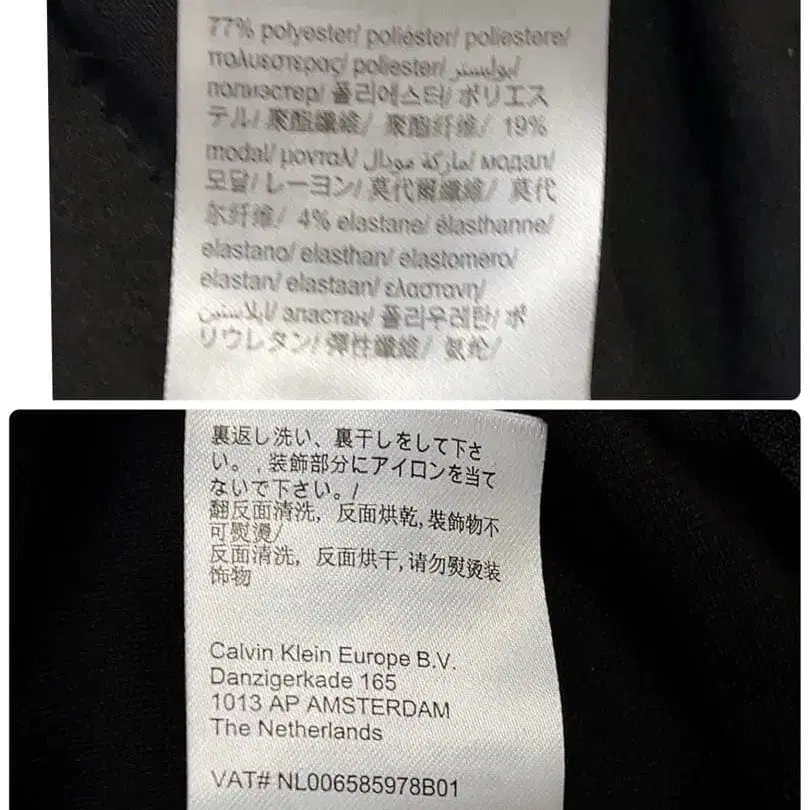 77% polyester/ poliéster/ poliestere/
πολυεστερας/ poliester/ بوليستر/
полиэстер/ 폴리에스터/ ポリエス
テル/ 聚酯纖維/ 聚酯纤维/ 19%
modal/ μονταλ/ ماركة مودال/ модал/
모달/ レーヨン/ 莫代爾纖維/ 莫代
尔纤维/ 4% elastane/ élasthanne/
elastano/ elasthan/ elastomero/
elastan/ elastaan/ ελαστανη/
إيلاستين/ эластан/ 폴리우레탄/ ポ
リウレタン/ 彈性纖維/ 氨纶/
裏返し洗い、裏干しをして下さ
い。,装飾部分にアイロンを当て
ないで下さい。/
翻反面清洗，反面烘乾,裝飾物不
可熨燙/
反面清洗，反面烘干,请勿熨烫装
饰物
Calvin Klein Europe B.V.
Danzigerkade 165
1013 AP AMSTERDAM
The Netherlands
VAT# NL006585978B01